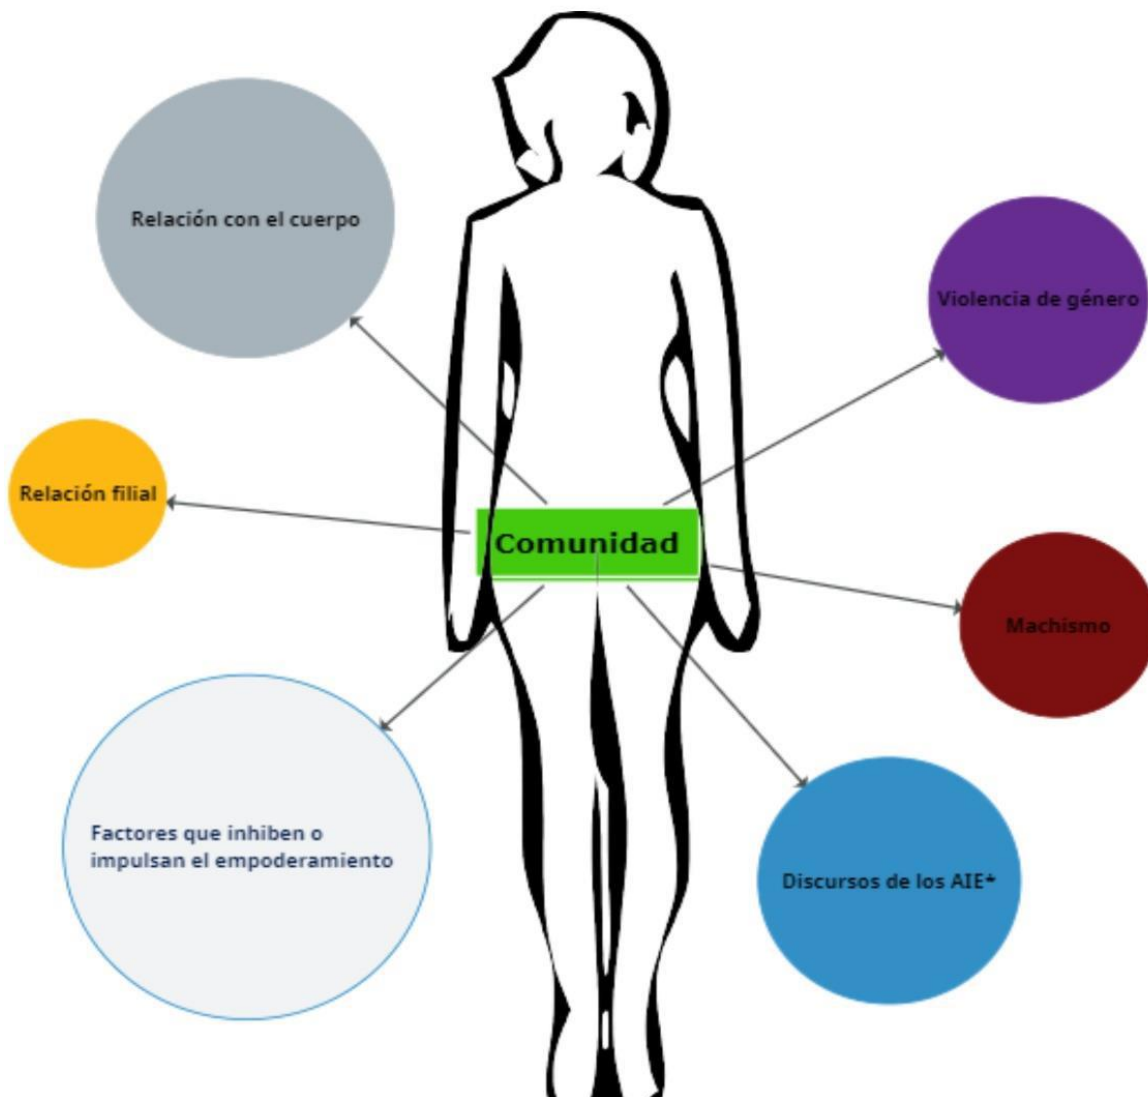 Relación con el cuerpo
Violencia de género
Relación filial
Comunidad
Machismo
Factores que inhiben o
impulsan el empoderamiento
Discursos de los AIE*